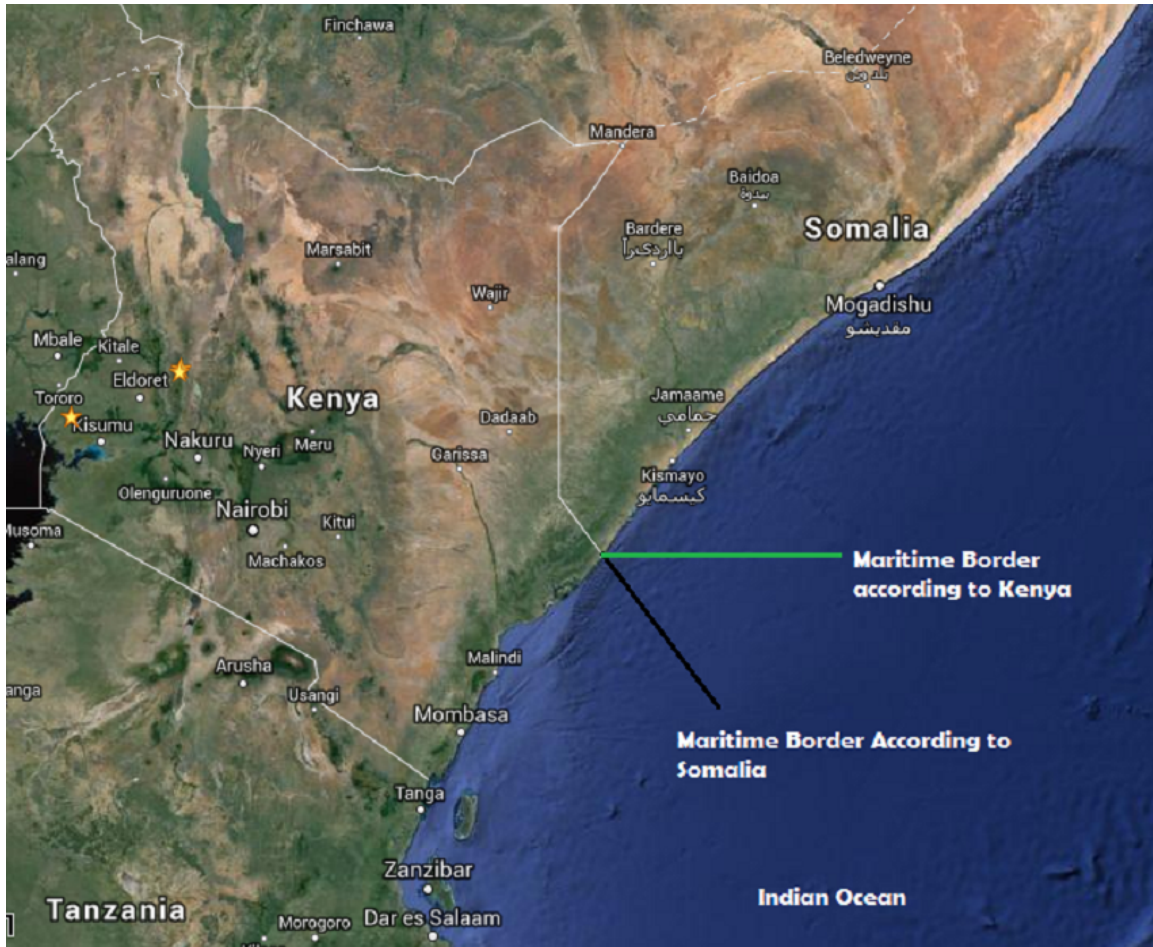 Finchawa
Beledweyne
بلدوين
Mandera
Baidoa
بيدوة
Bardere
بااردىٮرا
Somalia
alang
Marsabit
Wajir
Mogadishu
مقديشو
Mbale
Kitale
Eldoret
Tororo
Kenya
Jamaame
جمامي
Dadaab
Kisumu
Nakuru
Nyeri
Meru
Garissa
Kismayo
كيسمايو
Olenguruone
Nairobi
Kitui
Musoma
Machakos
Maritime Border
according to Kenya
Malindi
Arusha
anga
Usangi
Mombasa
Maritime Border According to
Somalia
Tanga
Zanzibar
Indian Ocean
Tanzania
Morogoro
Dar es Salaam